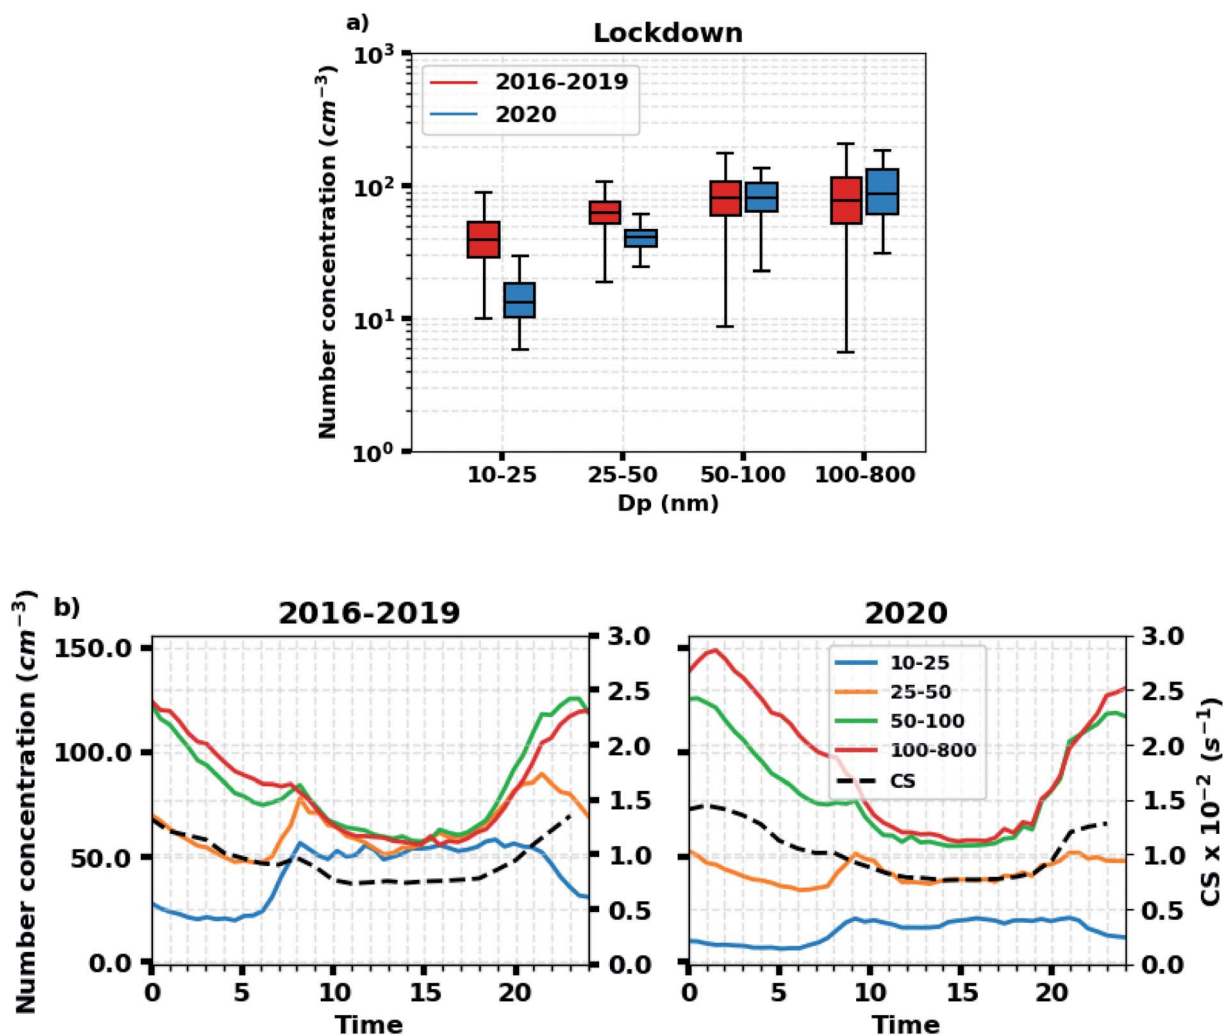 a)
Lockdown
Number concentration (cm⁻³)
10³
10²
10¹
10⁰
2016-2019
2020
10-25 25-50 50-100 100-800
Dp (nm)
b)
2016-2019
Number concentration (cm⁻³)
150.0
100.0
50.0
0.0
3.0
2.5
2.0
1.5
1.0
0.5
0.0
0 5 10 15 20
Time
2020
10-25
25-50
50-100
100-800
CS
3.0
2.5
2.0
1.5
1.0
0.5
0.0
CS x 10⁻² (s⁻¹)
0 5 10 15 20
Time